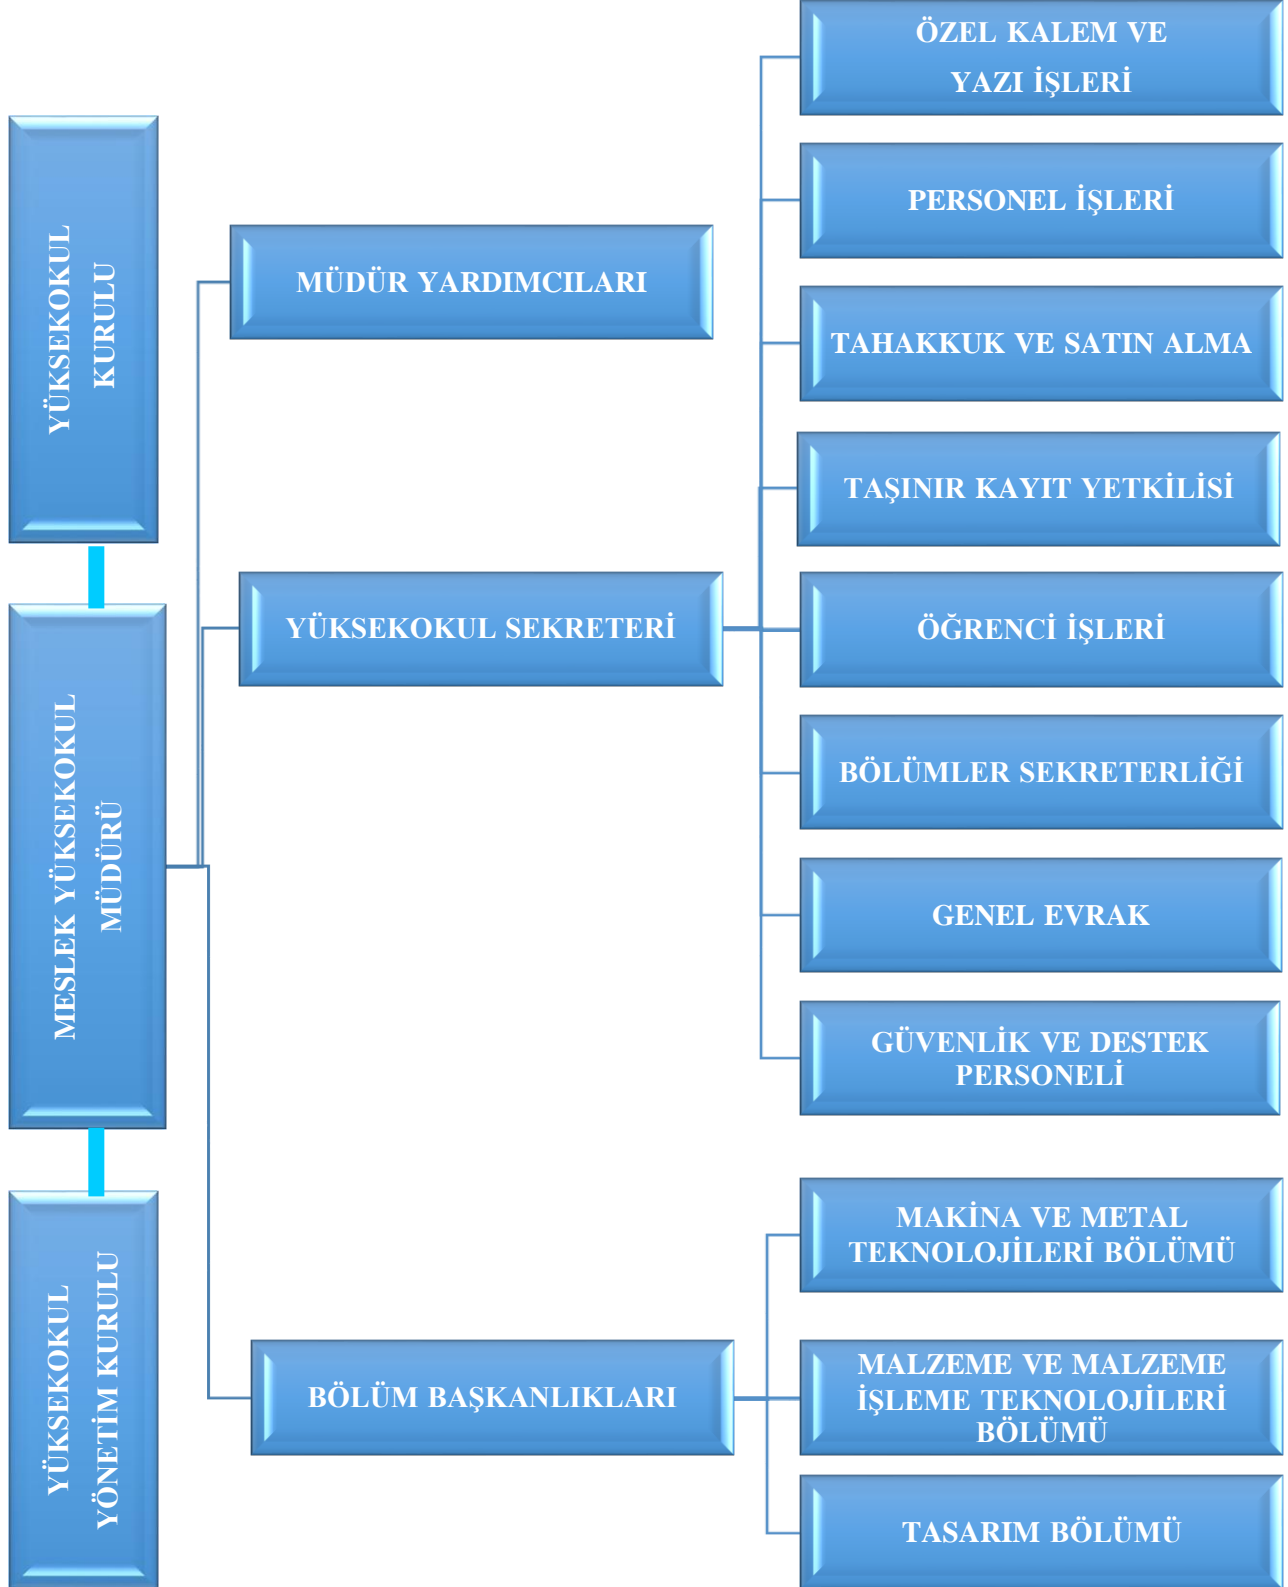 YÜKSEKOKUL
KURULU
MESLEK YÜKSEKOKUL
MÜDÜRÜ
YÜKSEKOKUL
YÖNETİM KURULU
MÜDÜR YARDIMCILARI
YÜKSEKOKUL SEKRETERİ
BÖLÜM BAŞKANLIKLARI
ÖZEL KALEM VE
YAZI İŞLERİ
PERSONEL İŞLERİ
TAHAKKUK VE SATIN ALMA
TAŞINIR KAYIT YETKİLİSİ
ÖĞRENCİ İŞLERİ
BÖLÜMLER SEKRETERLİĞİ
GENEL EVRAK
GÜVENLİK VE DESTEK
PERSONELİ
MAKİNA VE METAL
TEKNOLOJİLERİ BÖLÜMÜ
MALZEME VE MALZEME
İŞLEME TEKNOLOJİLERİ
BÖLÜMÜ
TASARIM BÖLÜMÜ